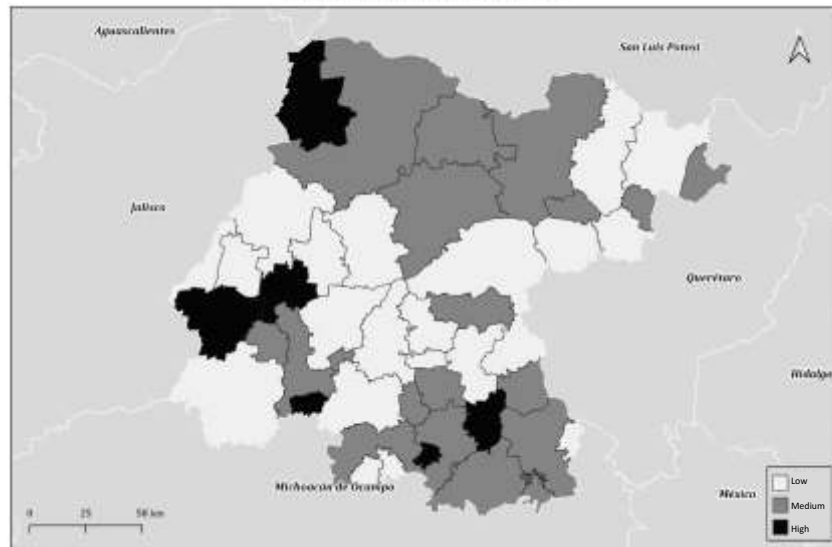 Aguascalientes
San Luis Potosí
Jalisco
Querétaro
Hidalgo
Michoacán de Ocampo
México
0 25 50 km
Low
Medium
High